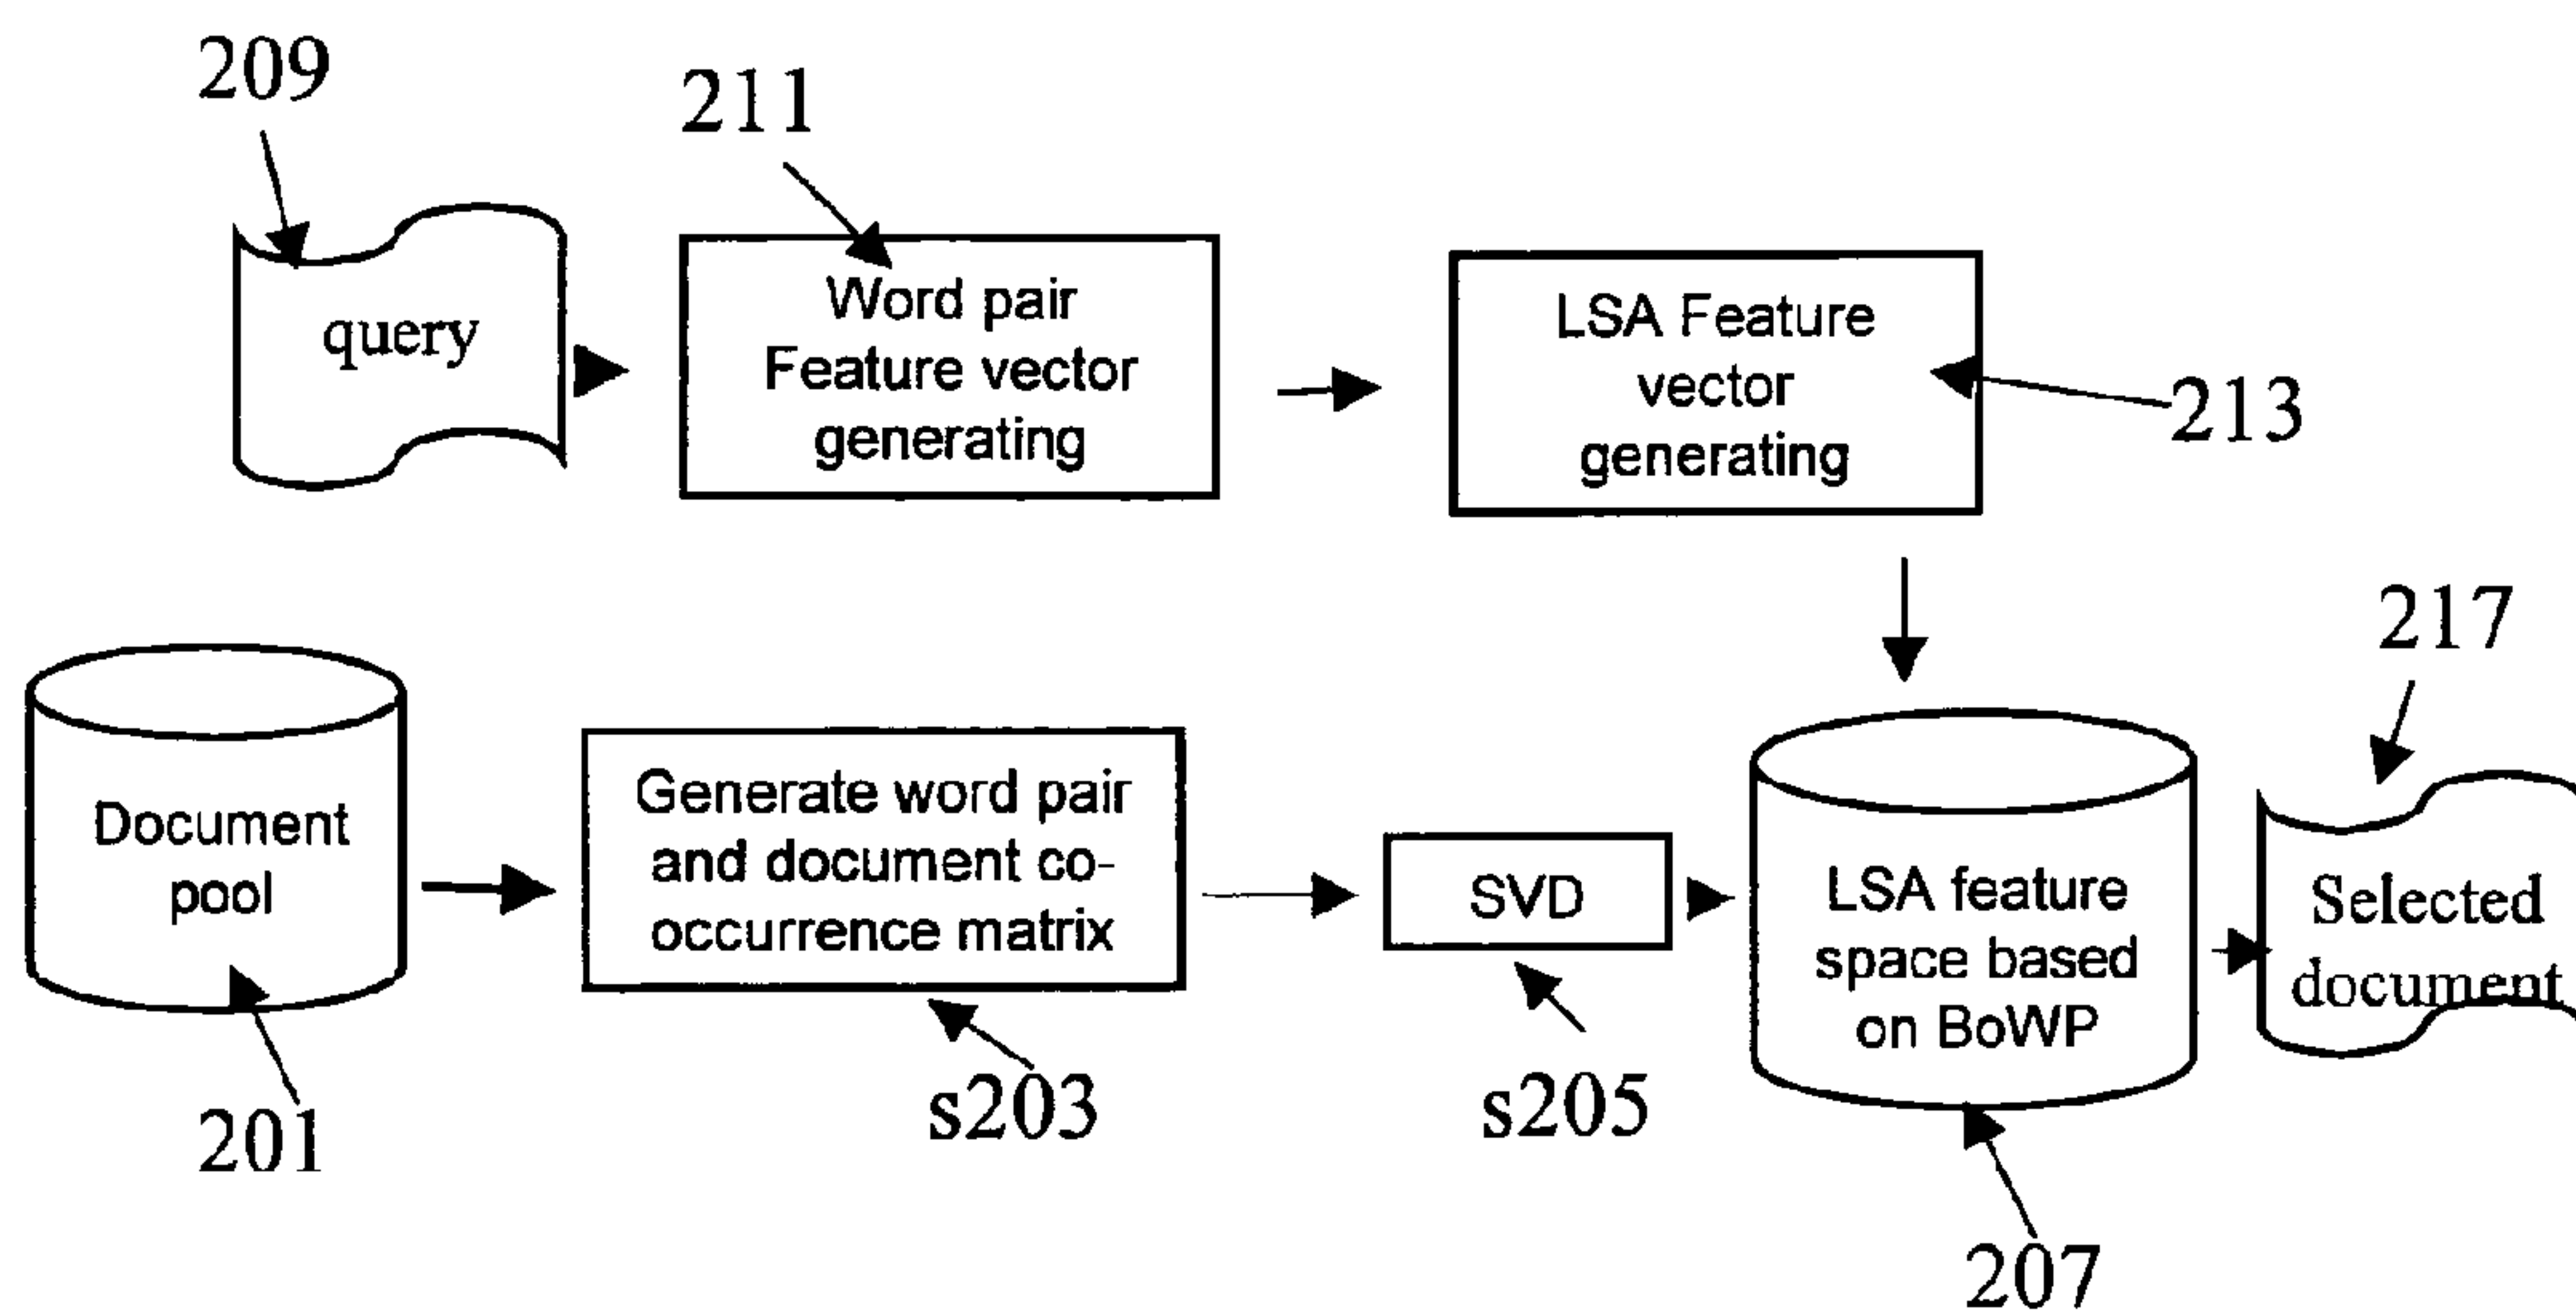 209
211
query
Word pair
Feature vector
generating
LSA Feature
vector
generating
213
217
Document
pool
Generate word pair
and document co-
occurrence matrix
SVD
LSA feature
space based
on BoWP
Selected
document
201
s203
s205
207